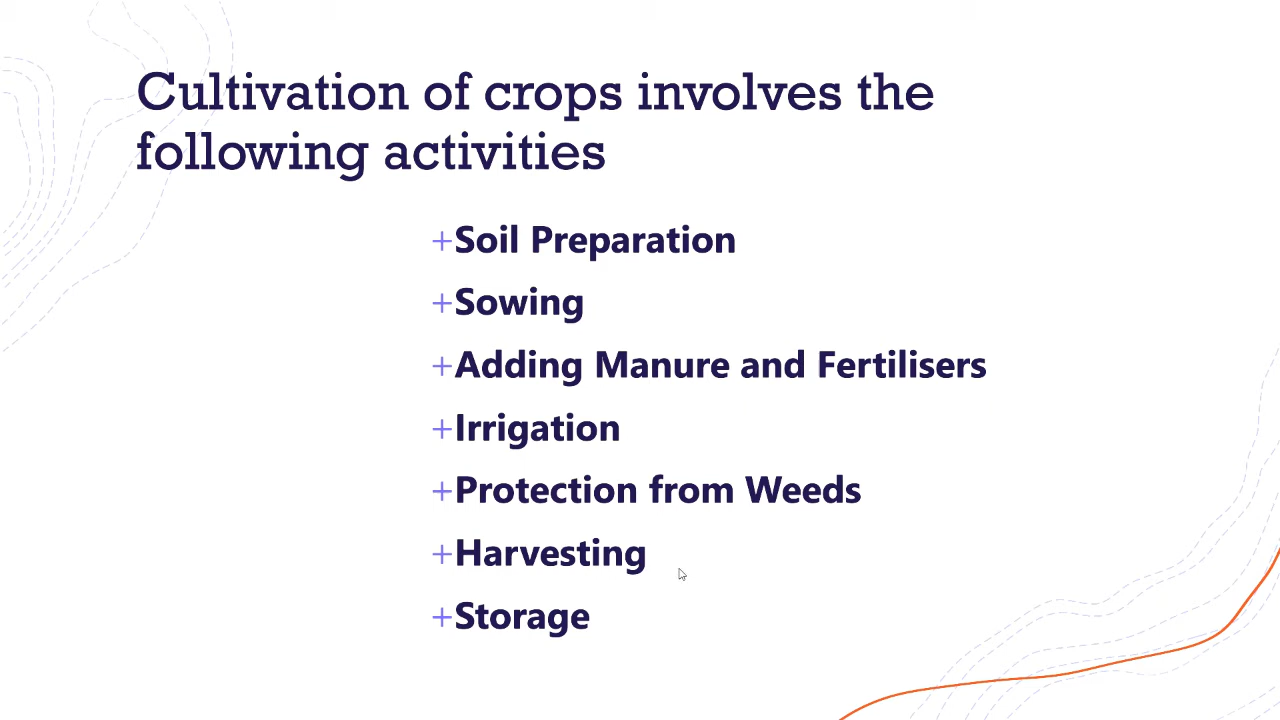 Cultivation of crops involves the
following activities
+Soil Preparation
+Sowing
+Adding Manure and Fertilisers
+Irrigation
+Protection from Weeds
+Harvesting
+Storage